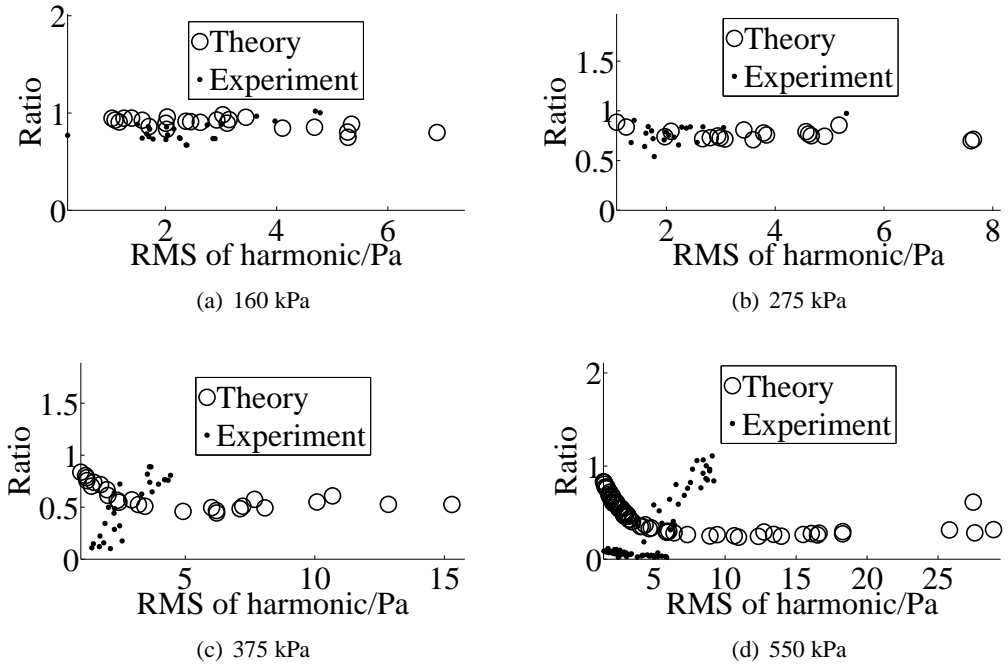 2
1
0
Ratio
Theory
Experiment
2 4 6
RMS of harmonic/Pa
(a) 160 kPa
1.5
1
0.5
0
Ratio
Theory
Experiment
2 4 6 8
RMS of harmonic/Pa
(b) 275 kPa
1.5
1
0.5
0
Ratio
Theory
Experiment
5 10 15
RMS of harmonic/Pa
(c) 375 kPa
2
1
0
Ratio
Theory
Experiment
5 10 15 20 25
RMS of harmonic/Pa
(d) 550 kPa